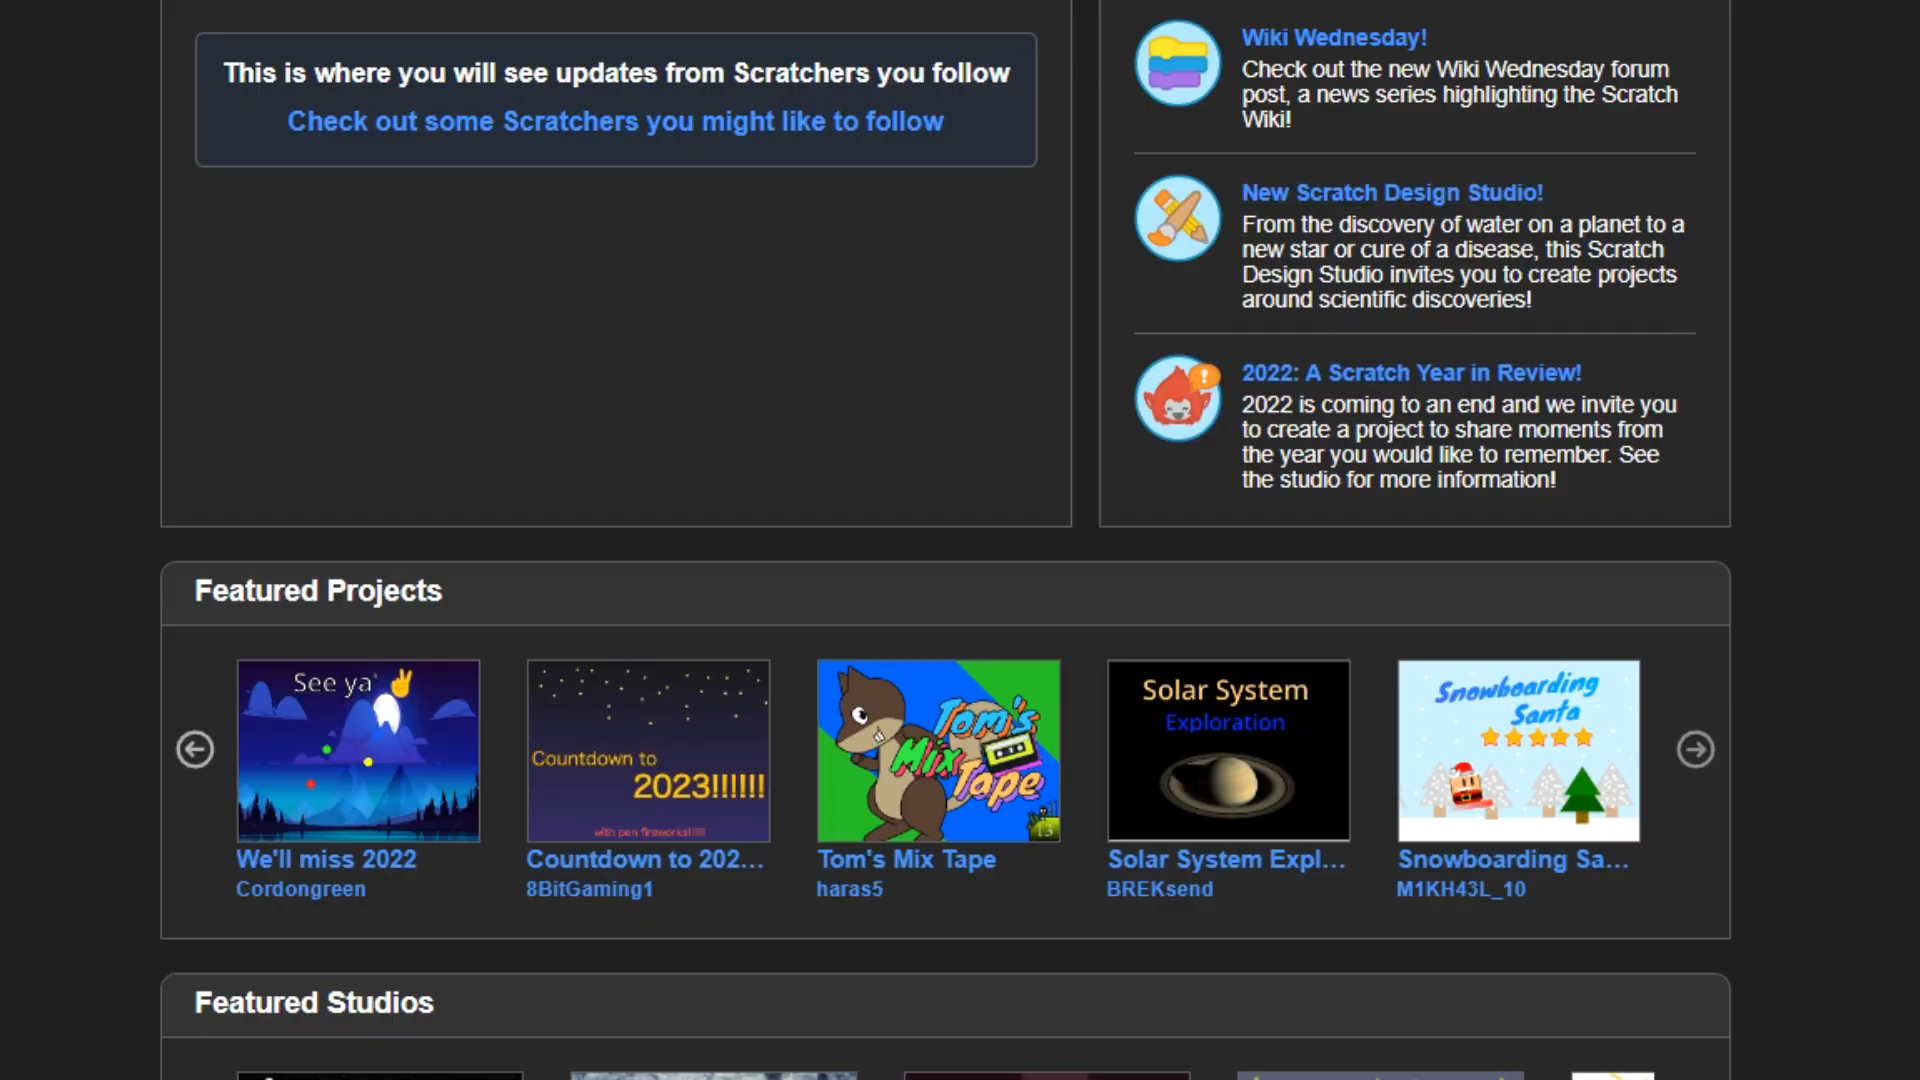 This is where you will see updates from Scratchers you follow
Check out some Scratchers you might like to follow
Wiki Wednesday!
Check out the new Wiki Wednesday forum
post, a news series highlighting the Scratch
Wiki!
New Scratch Design Studio!
From the discovery of water on a planet to a
new star or cure of a disease, this Scratch
Design Studio invites you to create projects
around scientific discoveries!
2022: A Scratch Year in Review!
2022 is coming to an end and we invite you
to create a project to share moments from
the year you would like to remember. See
the studio for more information!
Featured Projects
See ya
Countdown to
2023!!!!!!
with pen fireworks!!!!!
Tom's
Mix
Tape
13
Solar System
Exploration
Snowboarding
Santa
We'll miss 2022
Cordongreen
Countdown to 202...
8BitGaming1
Tom's Mix Tape
haras5
Solar System Expl...
BREKsend
Snowboarding Sa...
M1KH43L_10
Featured Studios